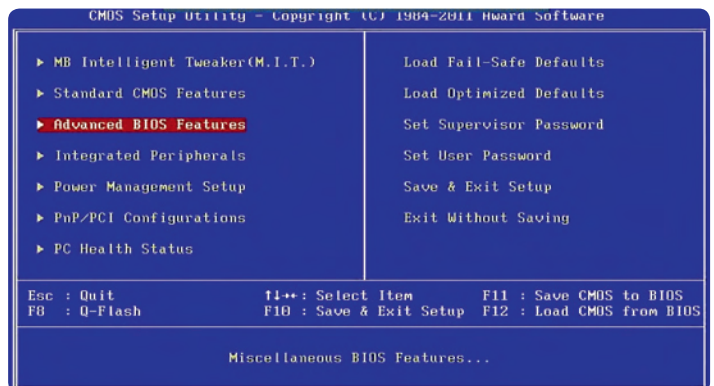 CMOS Setup Utility - Copyright (C) 1984-2011 Award Software
▶ MB Intelligent Tweaker(M.I.T.)
▶ Standard CMOS Features
▶ Advanced BIOS Features
▶ Integrated Peripherals
▶ Power Management Setup
▶ PnP/PCI Configurations
▶ PC Health Status
Load Fail-Safe Defaults
Load Optimized Defaults
Set Supervisor Password
Set User Password
Save & Exit Setup
Exit Without Saving
Esc : Quit ↑↓→←: Select Item F11 : Save CMOS to BIOS
F8 : Q-Flash F10 : Save & Exit Setup F12 : Load CMOS from BIOS
Miscellaneous BIOS Features...